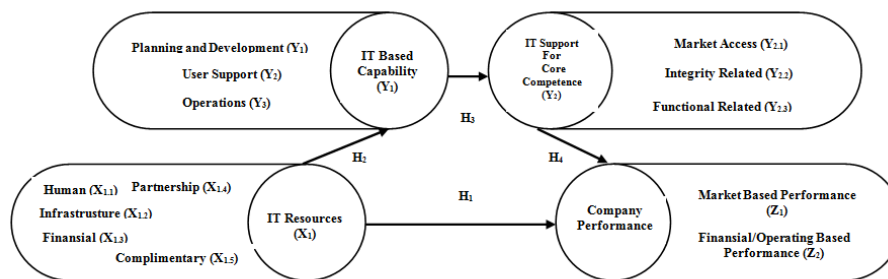 Planning and Development (Y1)
User Support (Y2)
Operations (Y3)
IT Based
Capability
(Y1)
IT Support
For
Core
Competence
(Y2)
Market Access (Y2.1)
Integrity Related (Y2.2)
Functional Related (Y2.3)
H3
H2
H4
H1
Human (X1.1)
Partnership (X1.4)
Infrastrusture (X1.2)
Finansial (X1.3)
Complimentary (X1.5)
IT Resources
(X1)
Company
Performance
Market Based Performance
(Z1)
Finansial/Operating Based
Performance (Z2)